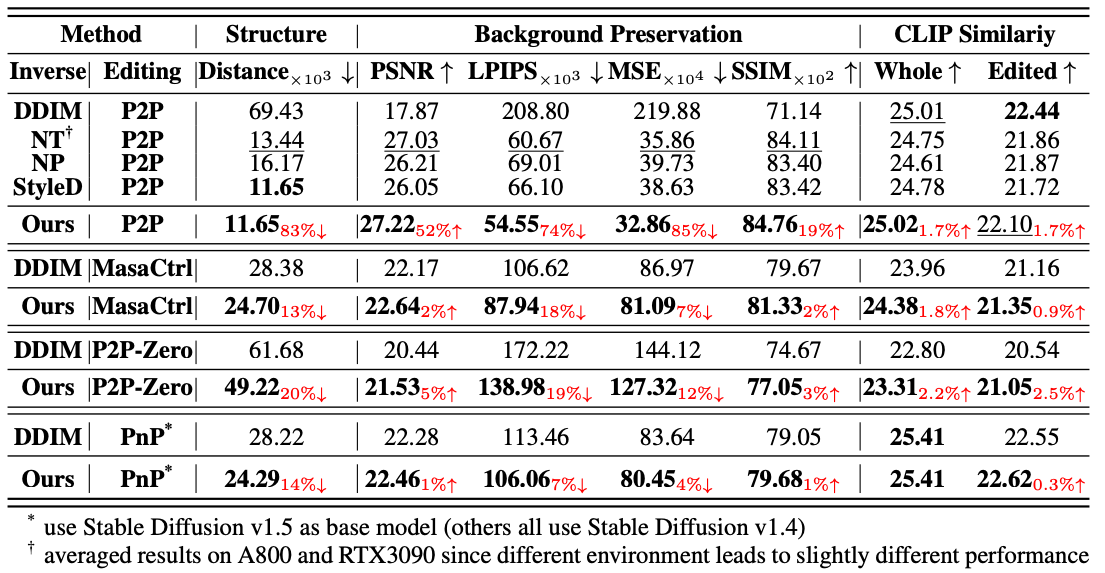 Method Structure Background Preservation CLIP Similariy
Inverse Editing Distance×10³ ↓ PSNR ↑ LPIPS×10³ ↓ MSE×10⁴ ↓ SSIM×10² ↑ Whole ↑ Edited ↑
DDIM P2P 69.43 17.87 208.80 219.88 71.14 25.01 22.44
NT† P2P 13.44 27.03 60.67 35.86 84.11 24.75 21.86
NP P2P 16.17 26.21 69.01 39.73 83.40 24.61 21.87
StyleD P2P 11.65 26.05 66.10 38.63 83.42 24.78 21.72
Ours P2P 11.65 83%↓ 27.22 52%↑ 54.55 74%↓ 32.86 85%↓ 84.76 19%↑ 25.02 1.7%↑ 22.10 1.7%↑
DDIM MasaCtrl 28.38 22.17 106.62 86.97 79.67 23.96 21.16
Ours MasaCtrl 24.70 13%↓ 22.64 2%↑ 87.94 18%↓ 81.09 7%↓ 81.33 2%↑ 24.38 1.8%↑ 21.35 0.9%↑
DDIM P2P-Zero 61.68 20.44 172.22 144.12 74.67 22.80 20.54
Ours P2P-Zero 49.22 20%↓ 21.53 5%↑ 138.98 19%↓ 127.32 12%↓ 77.05 3%↑ 23.31 2.2%↑ 21.05 2.5%↑
DDIM PnP* 28.22 22.28 113.46 83.64 79.05 25.41 22.55
Ours PnP* 24.29 14%↓ 22.46 1%↑ 106.06 7%↓ 80.45 4%↓ 79.68 1%↑ 25.41 22.62 0.3%↑
* use Stable Diffusion v1.5 as base model (others all use Stable Diffusion v1.4)
† averaged results on A800 and RTX3090 since different environment leads to slightly different performance